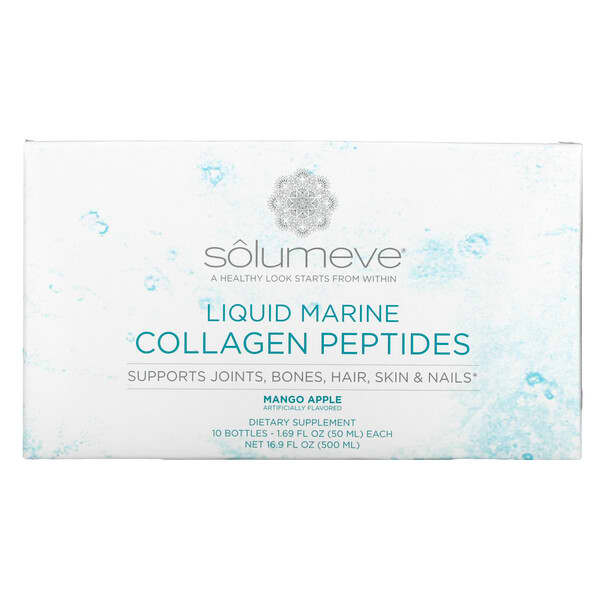 sôlumeve®
A HEALTHY LOOK STARTS FROM WITHIN
LIQUID MARINE
COLLAGEN PEPTIDES
SUPPORTS JOINTS, BONES, HAIR, SKIN & NAILS*
MANGO APPLE
ARTIFICIALLY FLAVORED
DIETARY SUPPLEMENT
10 BOTTLES - 1.69 FL OZ (50 ML) EACH
NET 16.9 FL OZ (500 ML)